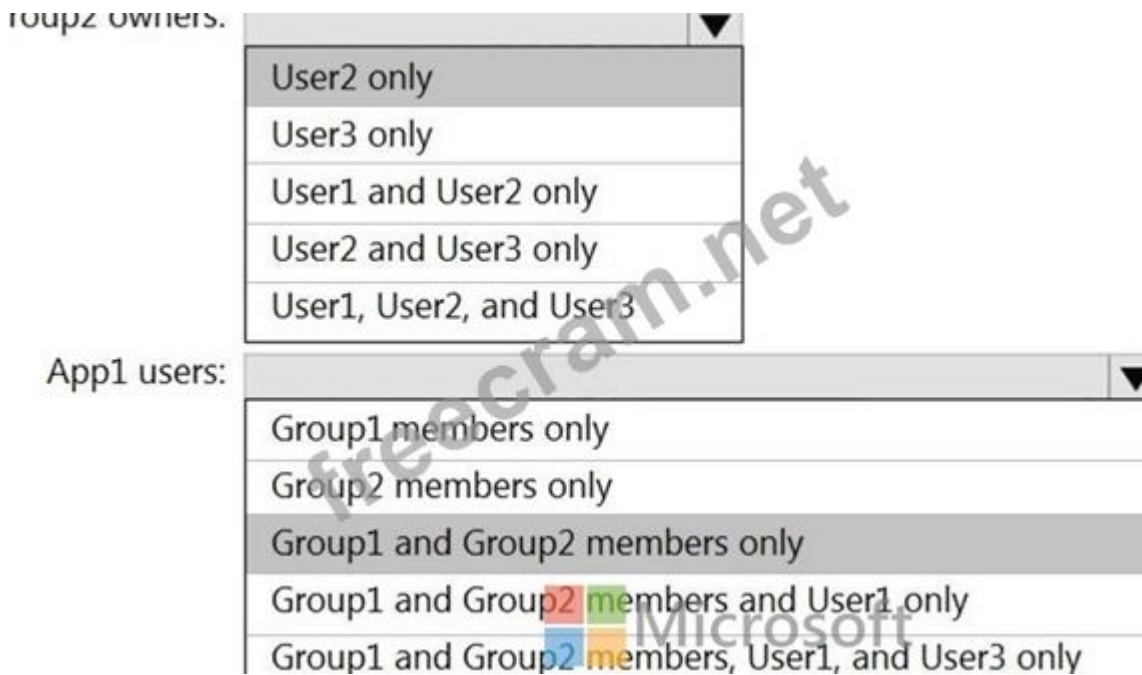 roup2 owners:
User2 only
User3 only
User1 and User2 only
User2 and User3 only
User1, User2, and User3
App1 users:
Group1 members only
Group2 members only
Group1 and Group2 members only
Group1 and Group2 members and User1 only
Group1 and Group2 members, User1, and User3 only
freecram.net
Microsoft